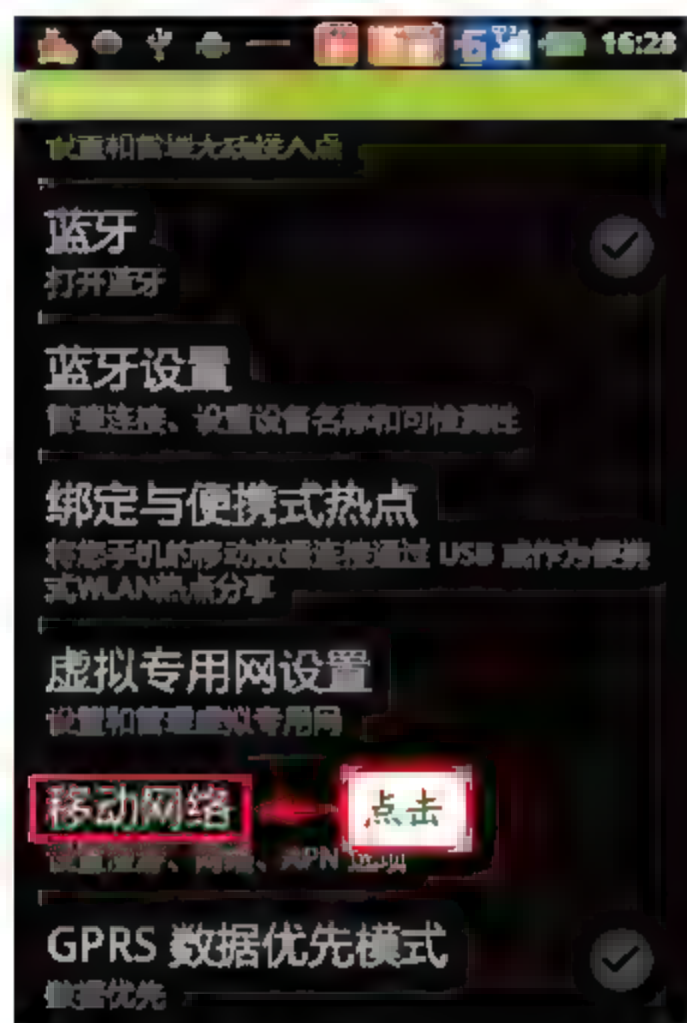 16:28
设置和管理无线接入点
蓝牙
打开蓝牙
蓝牙设置
管理连接、设置设备名称和可检测性
绑定与便携式热点
将您手机的移动数据连接通过 USB 或作为便携
式WLAN热点分享
虚拟专用网设置
设置和管理虚拟专用网
移动网络
点击
设置漫游、网络、APN 选项
GPRS 数据优先模式
数据优先